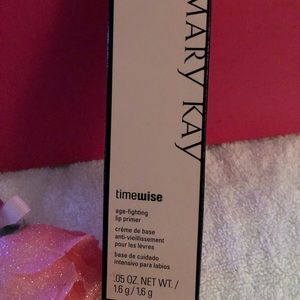 MARY KAY
timewise
age-fighting
lip primer
crème de base
anti-vieillissement
pour les lèvres
base de cuidado
intensivo para labios
.05 OZ. NET WT. /
1.6 g / 1.6 g